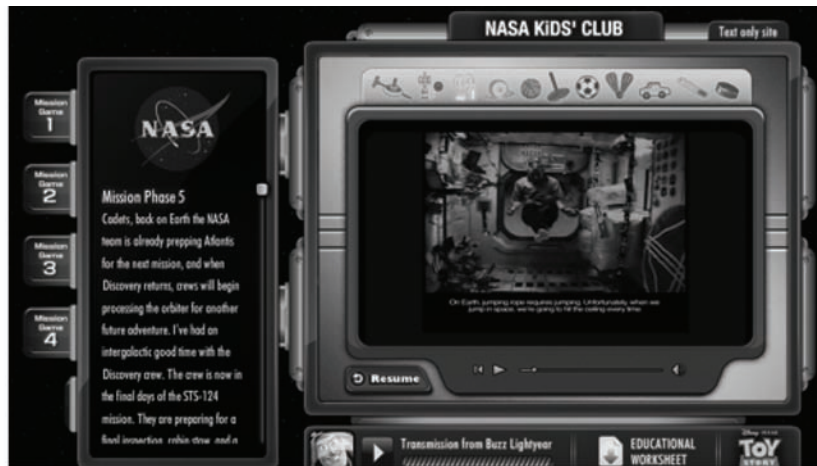 NASA KiDS' CLUB
Text only site
Mission
Game
1
Mission
Game
2
Mission
Game
3
Mission
Game
4
NASA
Mission Phase 5
Cadets, back on Earth the NASA
team is already prepping Atlantis
for the next mission, and when
Discovery returns, crews will begin
processing the orbiter for another
future adventure. I've had an
intergalactic good time with the
Discovery crew. The crew is now in
the final days of the STS-124
mission. They are preparing for a
final inspection, robin stow, and a
On Earth, jumping rope requires jumping. Unfortunately, when we
jump in space, we're going to hit the ceiling every time
Resume
Transmission from Buzz Lightyear
EDUCATIONAL
WORKSHEET
Disney · PIXAR
TOY
STORY